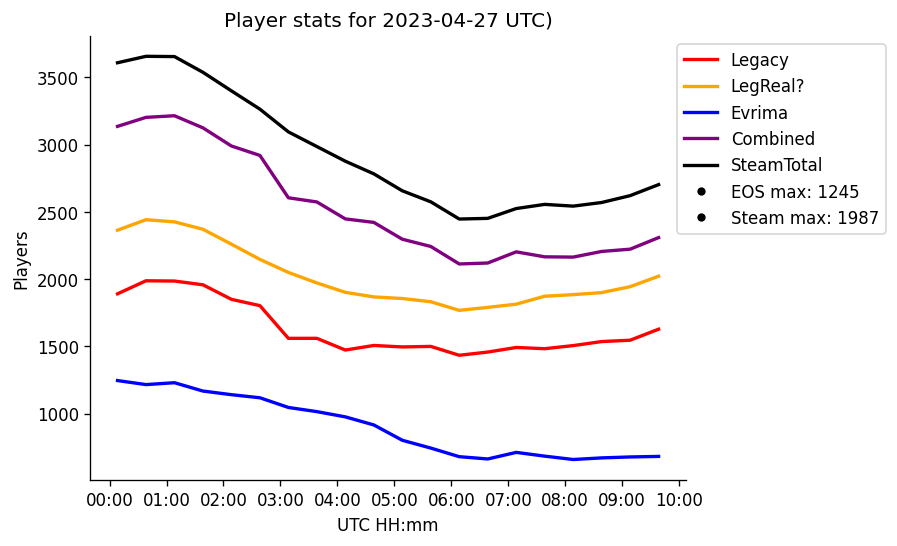 Player stats for 2023-04-27 UTC)
Legacy
LegReal?
Evrima
Combined
SteamTotal
EOS max: 1245
Steam max: 1987
Players
3500
3000
2500
2000
1500
1000
00:00 01:00 02:00 03:00 04:00 05:00 06:00 07:00 08:00 09:00 10:00
UTC HH:mm